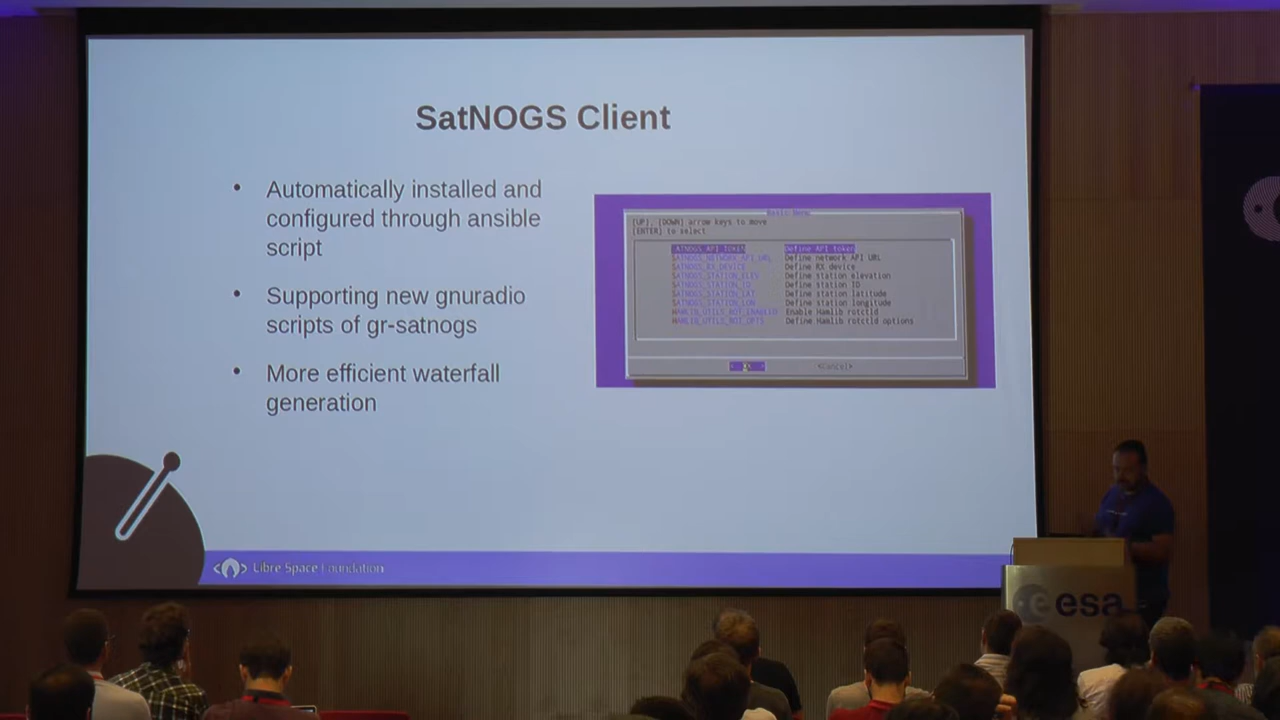 SatNOGS Client
• Automatically installed and
configured through ansible
script
• Supporting new gnuradio
scripts of gr-satnogs
• More efficient waterfall
generation
Basic Menu
[UP], [DOWN] arrow keys to move
[ENTER] to select
SATNOGS_API_TOKEN Define API token
SATNOGS_NETWORK_API_URL Define network API URL
SATNOGS_RX_DEVICE Define RX device
SATNOGS_STATION_ELEV Define station elevation
SATNOGS_STATION_ID Define station ID
SATNOGS_STATION_LAT Define station latitude
SATNOGS_STATION_LON Define station longitude
HAMLIB_UTILS_ROT_ENABLED Enable Hamlib rotctld
HAMLIB_UTILS_ROT_OPTS Define Hamlib rotctld options
<Cancel>
Libre Space Foundation
esa